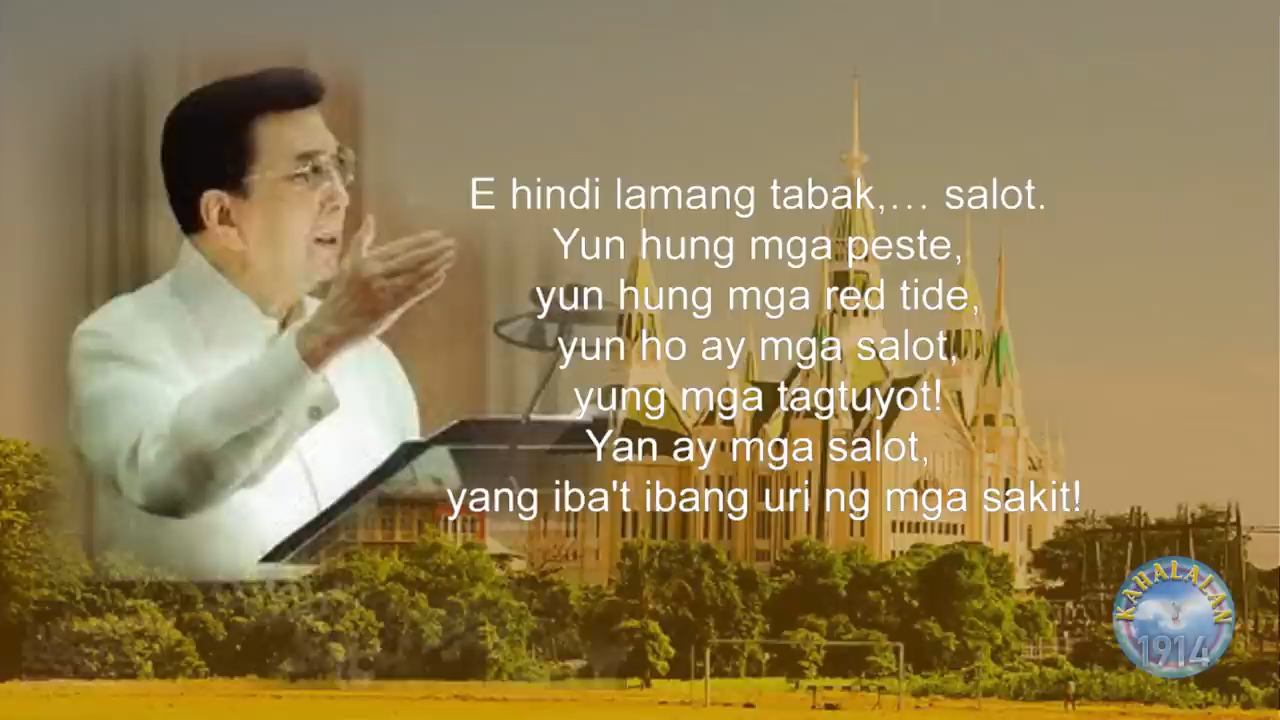 E hindi lamang tabak,... salot.
Yun hung mga peste,
yun hung mga red tide,
yun ho ay mga salot,
yung mga tagtuyot!
Yan ay mga salot,
yang iba't ibang uri ng mga sakit!
KAHALALAN
1914